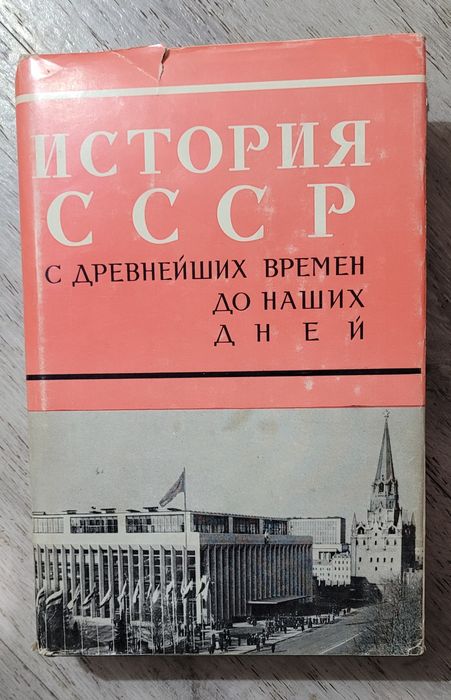 ИСТОРИЯ
СССР
С ДРЕВНЕЙШИХ ВРЕМЕН
ДО НАШИХ
ДНЕЙ